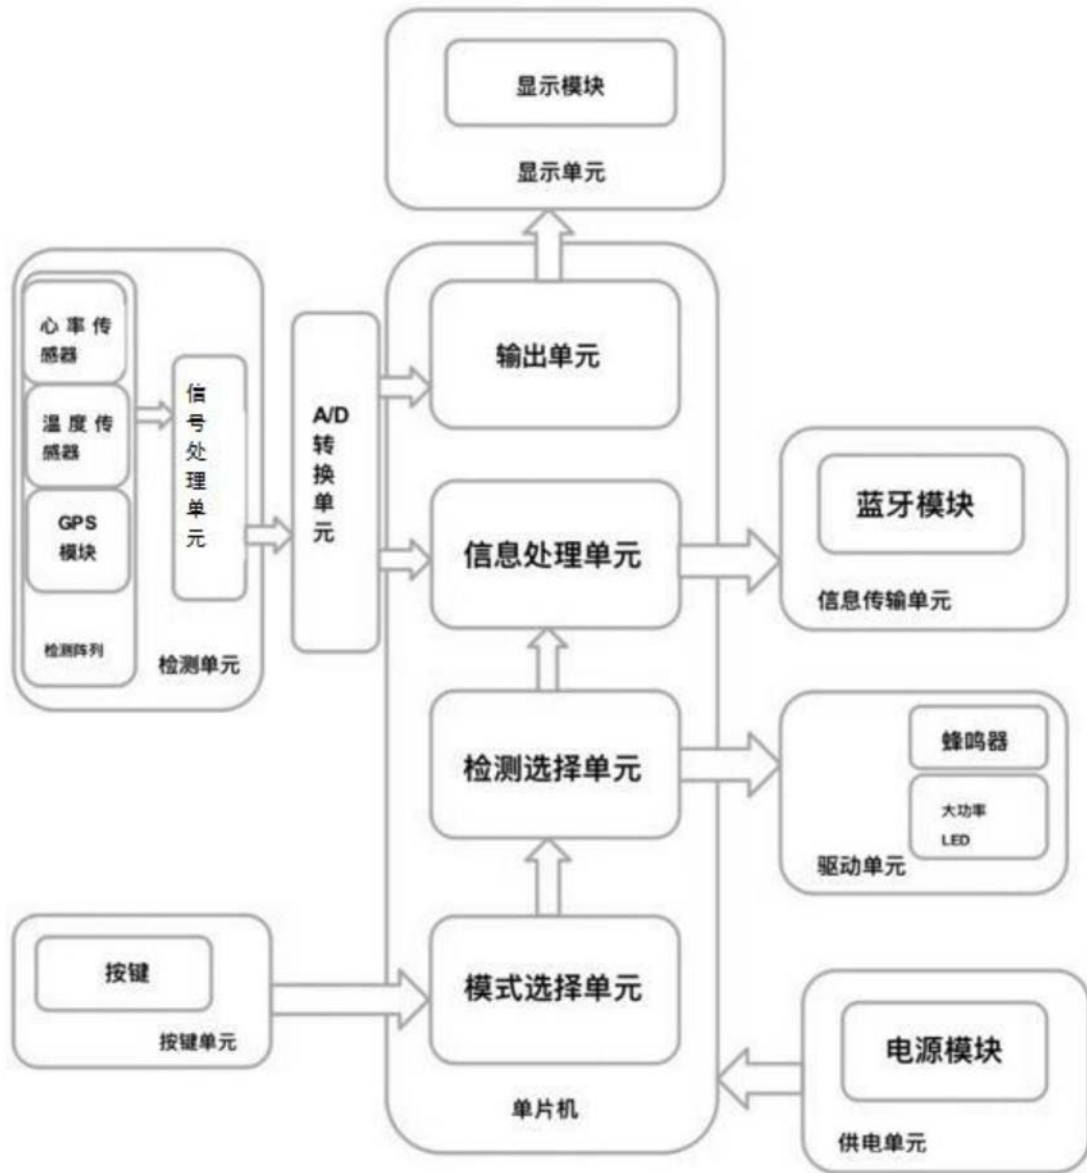 显示模块
显示单元
心率传
感器
温度传
感器
GPS
模块
检测阵列
信
号
处
理
单
元
检测单元
A/D
转
换
单
元
输出单元
信息处理单元
检测选择单元
模式选择单元
单片机
蓝牙模块
信息传输单元
蜂鸣器
大功率
LED
驱动单元
按键
按键单元
电源模块
供电单元